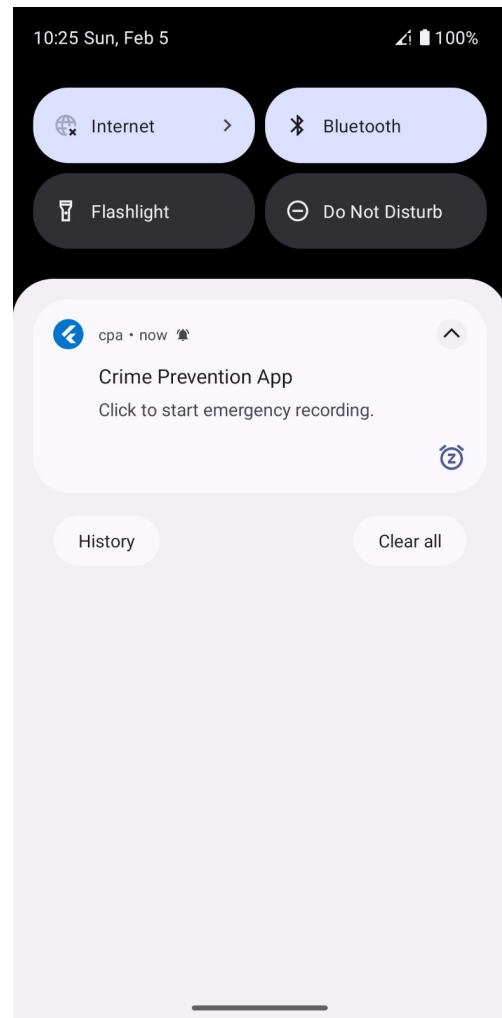 10:25 Sun, Feb 5 100%
Internet Bluetooth
Flashlight Do Not Disturb
cpa • now
Crime Prevention App
Click to start emergency recording.
History Clear all